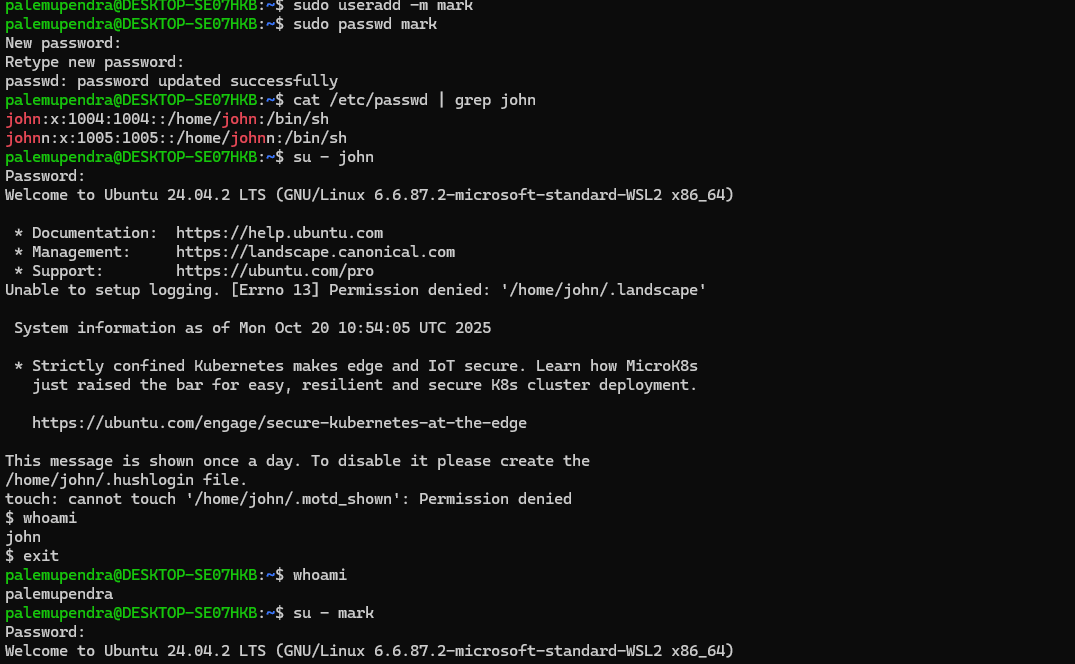 palemupendra@DESKTOP-SE07HKB:~$ sudo useradd -m mark
palemupendra@DESKTOP-SE07HKB:~$ sudo passwd mark
New password:
Retype new password:
passwd: password updated successfully
palemupendra@DESKTOP-SE07HKB:~$ cat /etc/passwd | grep john
john:x:1004:1004::/home/john:/bin/sh
johnn:x:1005:1005::/home/johnn:/bin/sh
palemupendra@DESKTOP-SE07HKB:~$ su - john
Password:
Welcome to Ubuntu 24.04.2 LTS (GNU/Linux 6.6.87.2-microsoft-standard-WSL2 x86_64)

 * Documentation:  https://help.ubuntu.com
 * Management:     https://landscape.canonical.com
 * Support:        https://ubuntu.com/pro
Unable to setup logging. [Errno 13] Permission denied: '/home/john/.landscape'

 System information as of Mon Oct 20 10:54:05 UTC 2025

 * Strictly confined Kubernetes makes edge and IoT secure. Learn how MicroK8s
   just raised the bar for easy, resilient and secure K8s cluster deployment.

   https://ubuntu.com/engage/secure-kubernetes-at-the-edge

This message is shown once a day. To disable it please create the
/home/john/.hushlogin file.
touch: cannot touch '/home/john/.motd_shown': Permission denied
$ whoami
john
$ exit
palemupendra@DESKTOP-SE07HKB:~$ whoami
palemupendra
palemupendra@DESKTOP-SE07HKB:~$ su - mark
Password:
Welcome to Ubuntu 24.04.2 LTS (GNU/Linux 6.6.87.2-microsoft-standard-WSL2 x86_64)